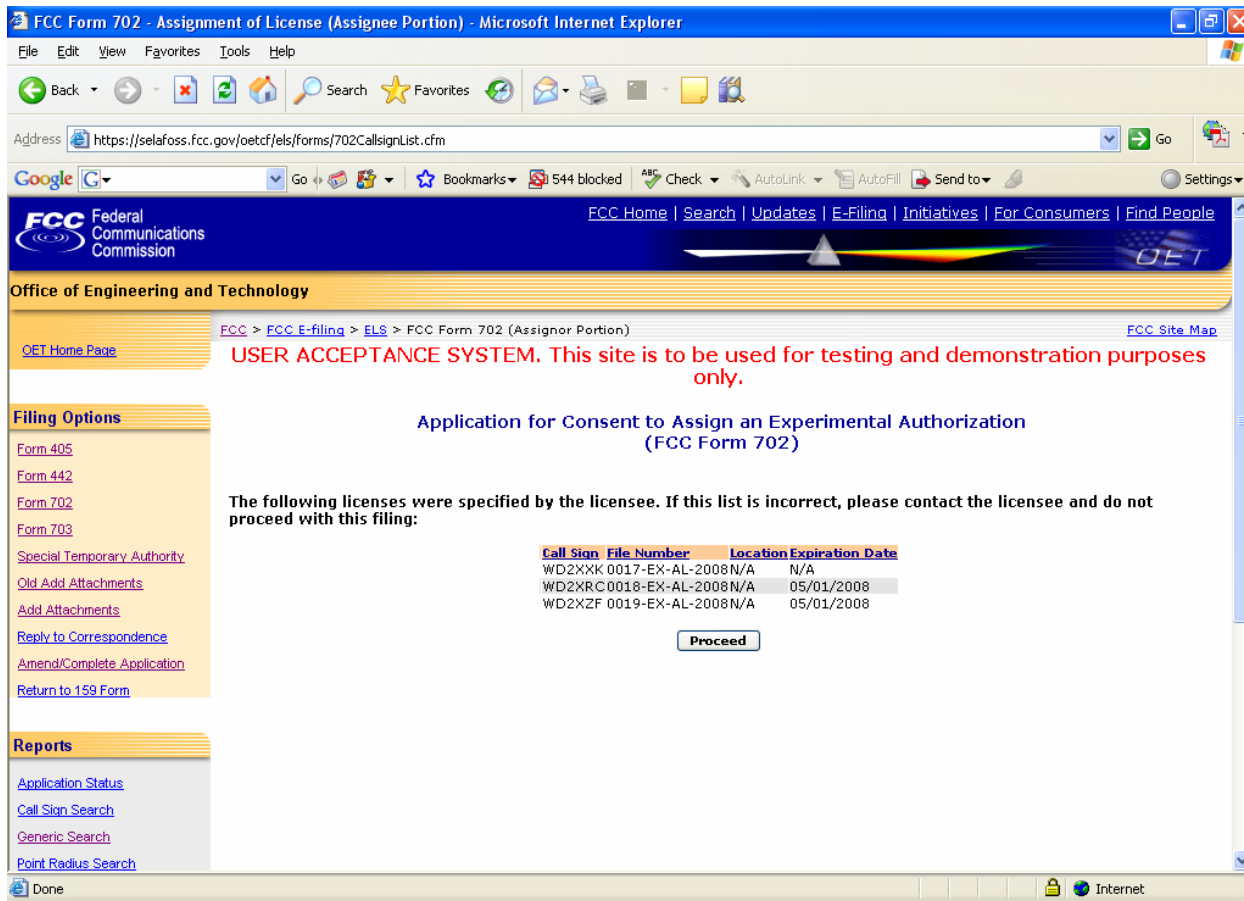 FCC Form 702 - Assignment of License (Assignee Portion) - Microsoft Internet Explorer
File Edit View Favorites Tools Help
Back Search Favorites
Address https://selafoss.fcc.gov/oetcf/els/forms/702CallsignList.cfm Go
Google G Go Bookmarks 544 blocked ABC Check AutoLink AutoFill Send to Settings
FCC Federal Communications Commission
FCC Home | Search | Updates | E-Filing | Initiatives | For Consumers | Find People
OET
Office of Engineering and Technology
FCC > FCC E-filing > ELS > FCC Form 702 (Assignor Portion) FCC Site Map
OET Home Page
USER ACCEPTANCE SYSTEM. This site is to be used for testing and demonstration purposes
only.
Filing Options
Form 405
Form 442
Form 702
Form 703
Special Temporary Authority
Old Add Attachments
Add Attachments
Reply to Correspondence
Amend/Complete Application
Return to 159 Form
Reports
Application Status
Call Sign Search
Generic Search
Point Radius Search
Application for Consent to Assign an Experimental Authorization
(FCC Form 702)
The following licenses were specified by the licensee. If this list is incorrect, please contact the licensee and do not
proceed with this filing:
Call Sign File Number Location Expiration Date
WD2XXK 0017-EX-AL-2008 N/A N/A
WD2XRC 0018-EX-AL-2008 N/A 05/01/2008
WD2XZF 0019-EX-AL-2008 N/A 05/01/2008
Proceed
Done Internet